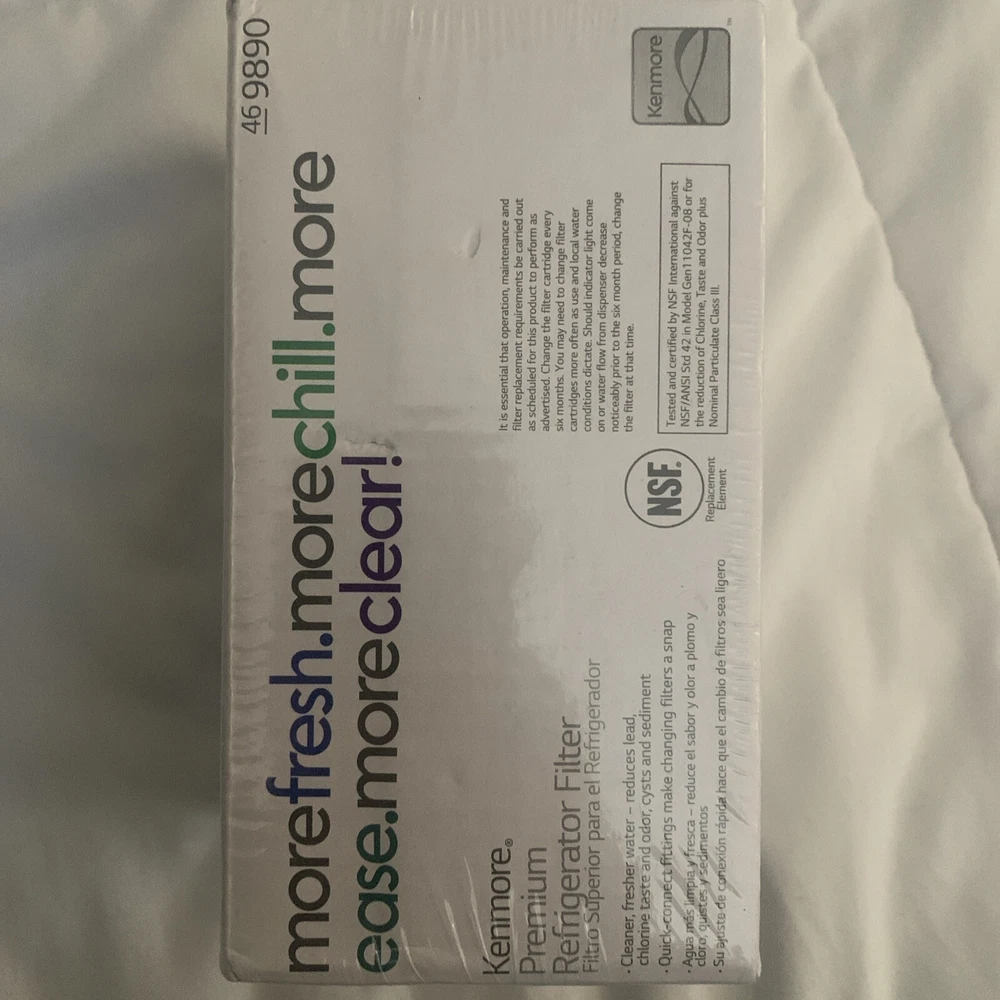 46 9890
morefresh.morechill.more
ease.moreclear!
Kenmore®
Premium
Refrigerator Filter
Filtro Superior para el Refrigerador
· Cleaner, fresher water – reduces lead,
chlorine taste and odor, cysts and sediment
· Quick-connect fittings make changing filters a snap
· Agua más limpia y fresca – reduce el sabor y olor a plomo y
cloro, quistes y sedimentos
· Su ajuste de conexión rápida hace que el cambio de filtros sea ligero
It is essential that operation, maintenance and
filter replacement requirements be carried out
as scheduled for this product to perform as
advertised. Change the filter cartridge every
six months. You may need to change filter
cartridges more often as use and local water
conditions dictate. Should indicator light come
on or water flow from dispenser decrease
noticeably prior to the six month period, change
the filter at that time.
NSF®
Replacement
Element
Tested and certified by NSF International against
NSF/ANSI Std 42 in Model Gen11042F-08 or for
the reduction of Chlorine, Taste and Odor plus
Nominal Particulate Class III.
Kenmore
™